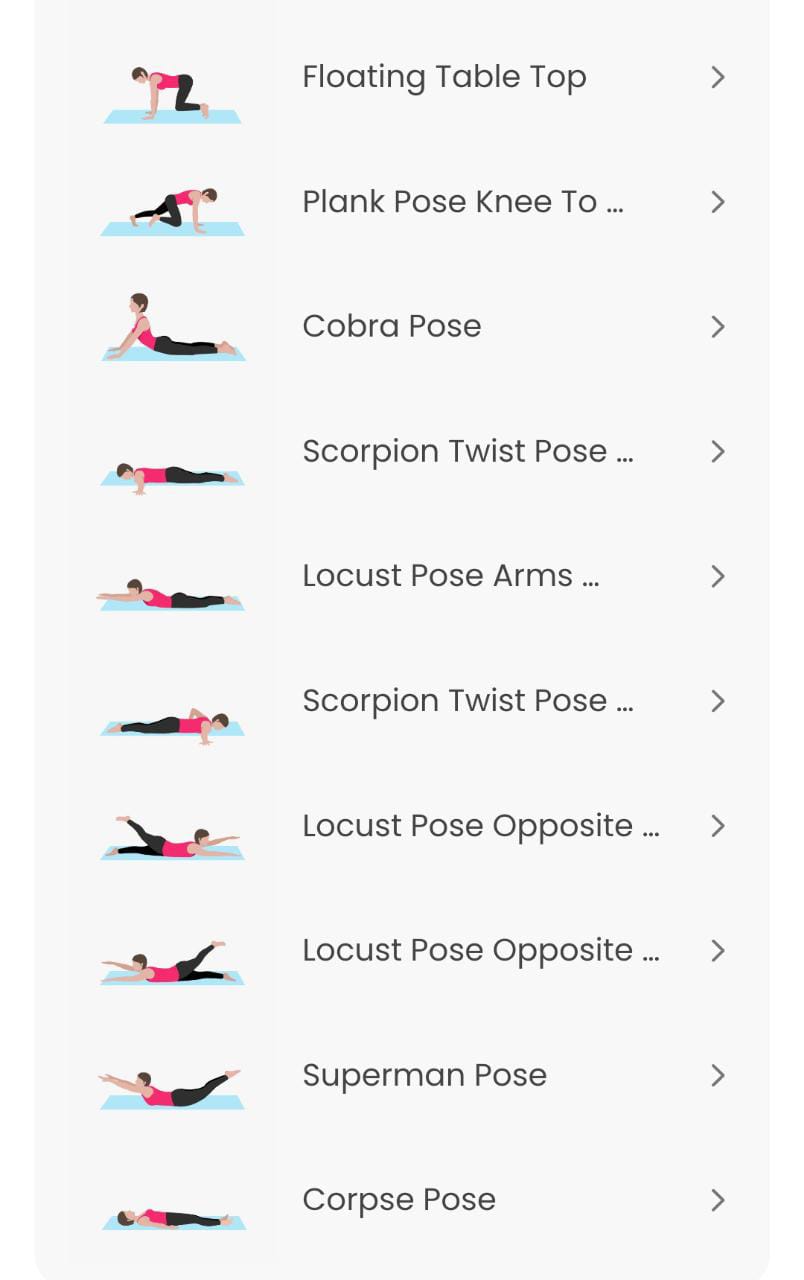 Floating Table Top
Plank Pose Knee To ...
Cobra Pose
Scorpion Twist Pose ...
Locust Pose Arms ...
Scorpion Twist Pose ...
Locust Pose Opposite ...
Locust Pose Opposite ...
Superman Pose
Corpse Pose